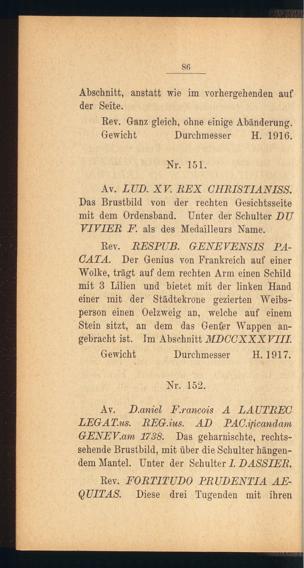 86
Abschnitt, anstatt wie im vorhergehenden auf
der Seite.
Rev. Ganz gleich, ohne einige Abänderung.
Gewicht Durchmesser H. 1916.
Nr. 151.
Av. LUD. XV. REX CHRISTIANISS.
Das Brustbild von der rechten Gesichtsseite
mit dem Ordensband. Unter der Schulter DU
VIVIER F. als des Medailleurs Name.
Rev. RESPUB. GENEVENSIS PA-
CATA. Der Genius von Frankreich auf einer
Wolke, trägt auf dem rechten Arm einen Schild
mit 3 Lilien und bietet mit der linken Hand
einer mit der Städtekrone gezierten Weibs-
person einen Oelzweig an, welche auf einem
Stein sitzt, an dem das Genfer Wappen an-
gebracht ist. Im Abschnitt MDCCXXXVIII.
Gewicht Durchmesser H. 1917.
Nr. 152.
Av. D.aniel F.rancois A LAUTREC
LEGAT.us. REG.ius. AD PAC.ificandam
GENEV.am 1738. Das geharnischte, rechts-
sehende Brustbild, mit über die Schulter hängen-
dem Mantel. Unter der Schulter I. DASSIER.
Rev. FORTITUDO PRUDENTIA AE-
QUITAS. Diese drei Tugenden mit ihren